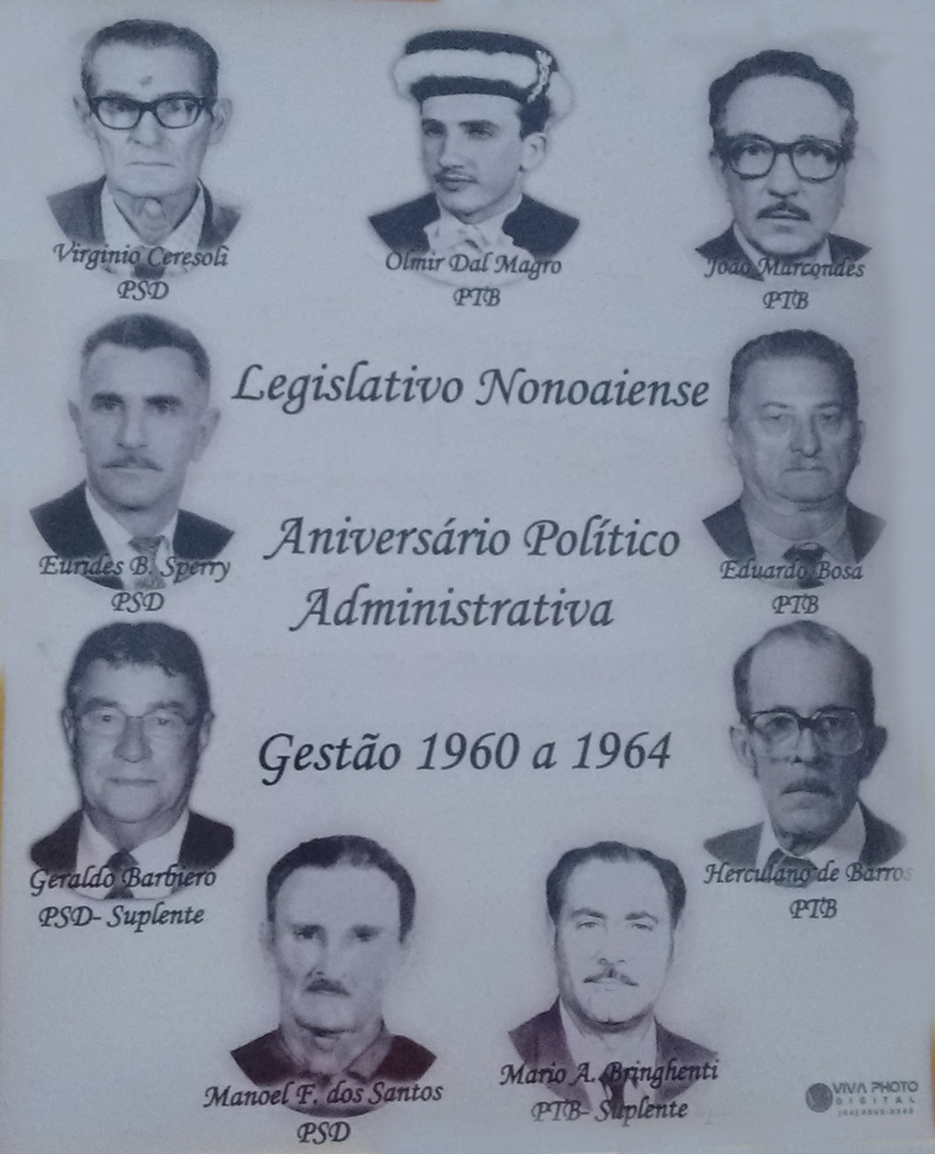 Virginio Ceresoli
PSD
Olmir Dal Magro
PTB
João Marcondes
PTB
Legislativo Nonoaiense
Eurides B. Sperry
PSD
Eduardo Bosa
PTB
Aniversário Político
Administrativa
Gestão 1960 a 1964
Geraldo Barbiero
PSD- Suplente
Herculano de Barros
PTB
Manoel F. dos Santos
PSD
Mario A. Bringhenti
PTB- Suplente
VIVA PHOTO
DIGITAL